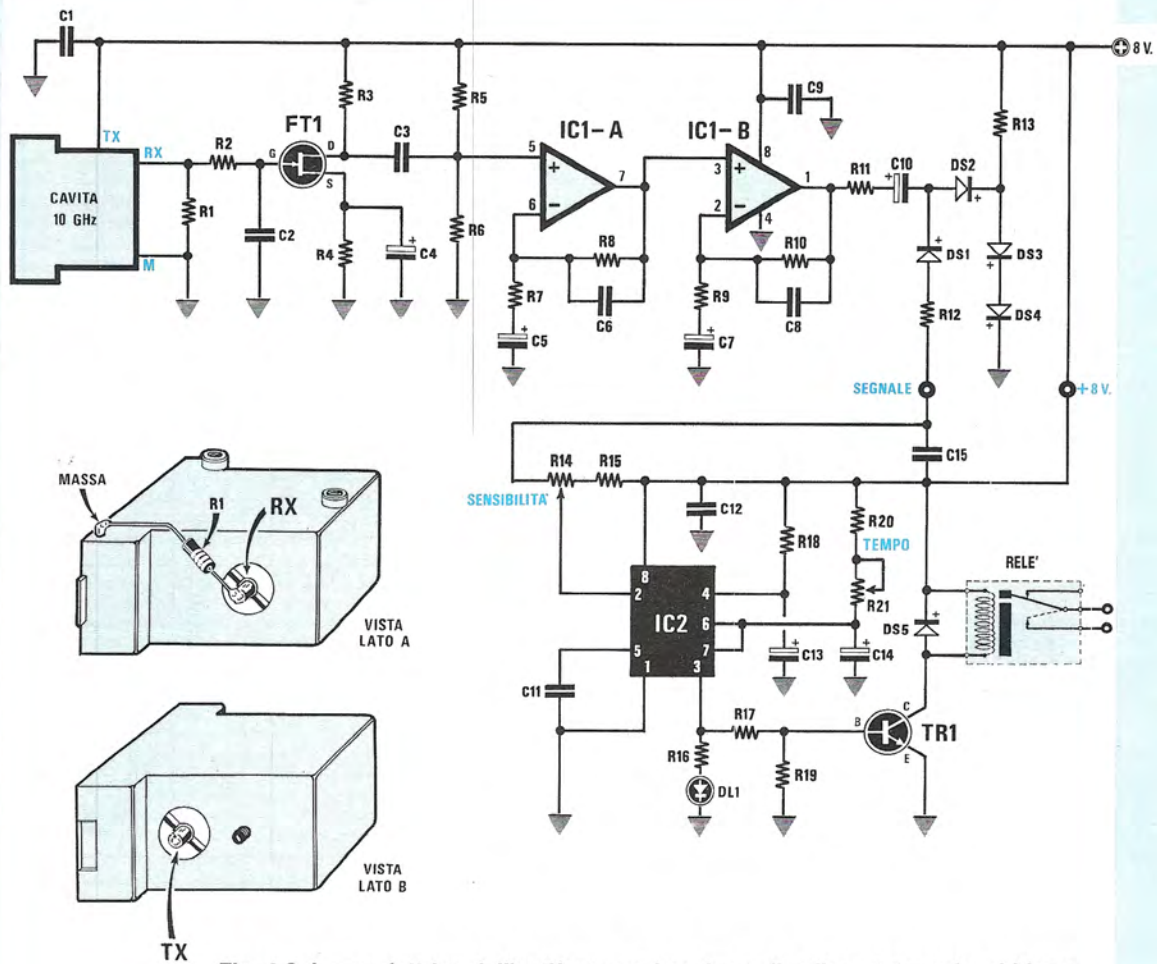 C1
8 V.
R3
R5
C9
R13
FT1
IC1-A
IC1-B
TX
RX
R2
G
D
S
C3
5
+
6
-
7
3
+
2
-
8
4
1
R11
C10
+
DS2
+
CAVITA
10 GHz
R1
M
C2
R4
+
C4
R6
R8
R7
C6
+
C5
R10
R9
C8
+
C7
DS1
+
R12
DS3
+
DS4
+
SEGNALE
+8 V.
C15
R14
R15
SENSIBILITA'
C12
R18
R20
TEMPO
R21
RELE'
MASSA
R1
RX
VISTA
LATO A
8
2
4
IC2
6
5
7
1
3
C11
+
C13
+
C14
DS5
+
R17
B
C
E
TR1
R16
R19
DL1
VISTA
LATO B
TX